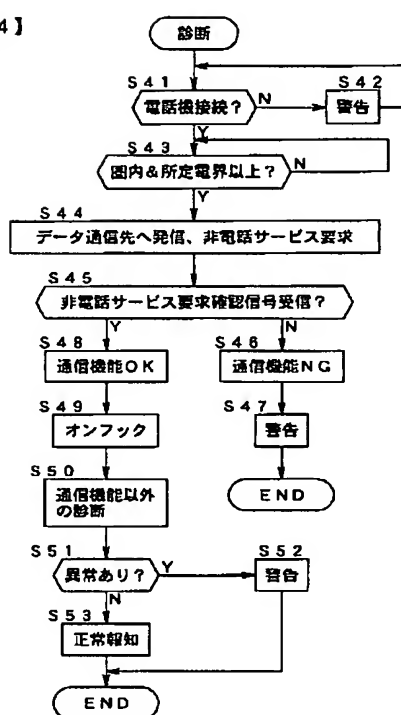 4】
診断
S41
S42
電話機接続?
N
警告
Y
S43
圏内&所定電界以上?
N
Y
S44
データ通信先へ発信、非電話サービス要求
S45
非電話サービス要求確認信号受信?
Y
N
S48
S46
通信機能OK
通信機能NG
S49
S47
オンフック
警告
S50
END
通信機能以外
の診断
S51
S52
異常あり?
Y
警告
N
S53
正常報知
END